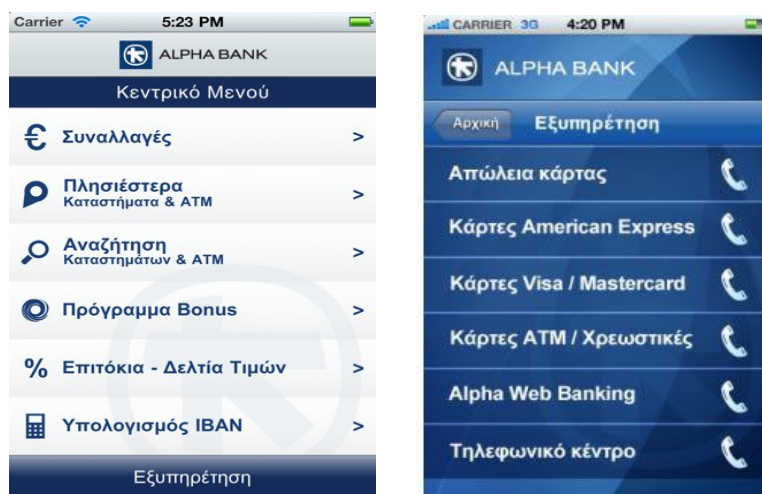 Carrier 5:23 PM
ALPHA BANK
Κεντρικό Μενού
€ Συναλλαγές >
Πλησιέστερα
Καταστήματα & ATM >
Αναζήτηση
Καταστημάτων & ATM >
Πρόγραμμα Bonus >
% Επιτόκια - Δελτία Τιμών >
Υπολογισμός IBAN >
Εξυπηρέτηση
CARRIER 3G 4:20 PM
ALPHA BANK
Αρχική Εξυπηρέτηση
Απώλεια κάρτας
Κάρτες American Express
Κάρτες Visa / Mastercard
Κάρτες ATM / Χρεωστικές
Alpha Web Banking
Τηλεφωνικό κέντρο